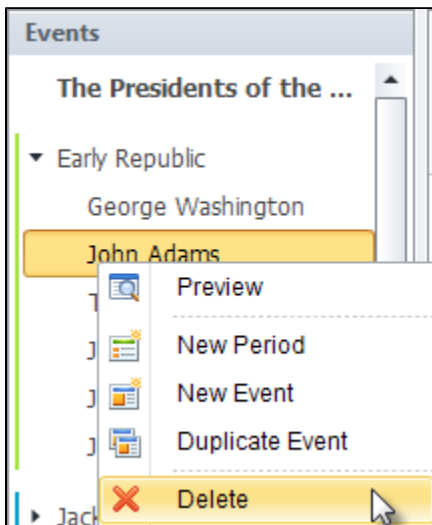 Events
The Presidents of the ...
Early Republic
George Washington
John Adams
Preview
New Period
New Event
Duplicate Event
Delete